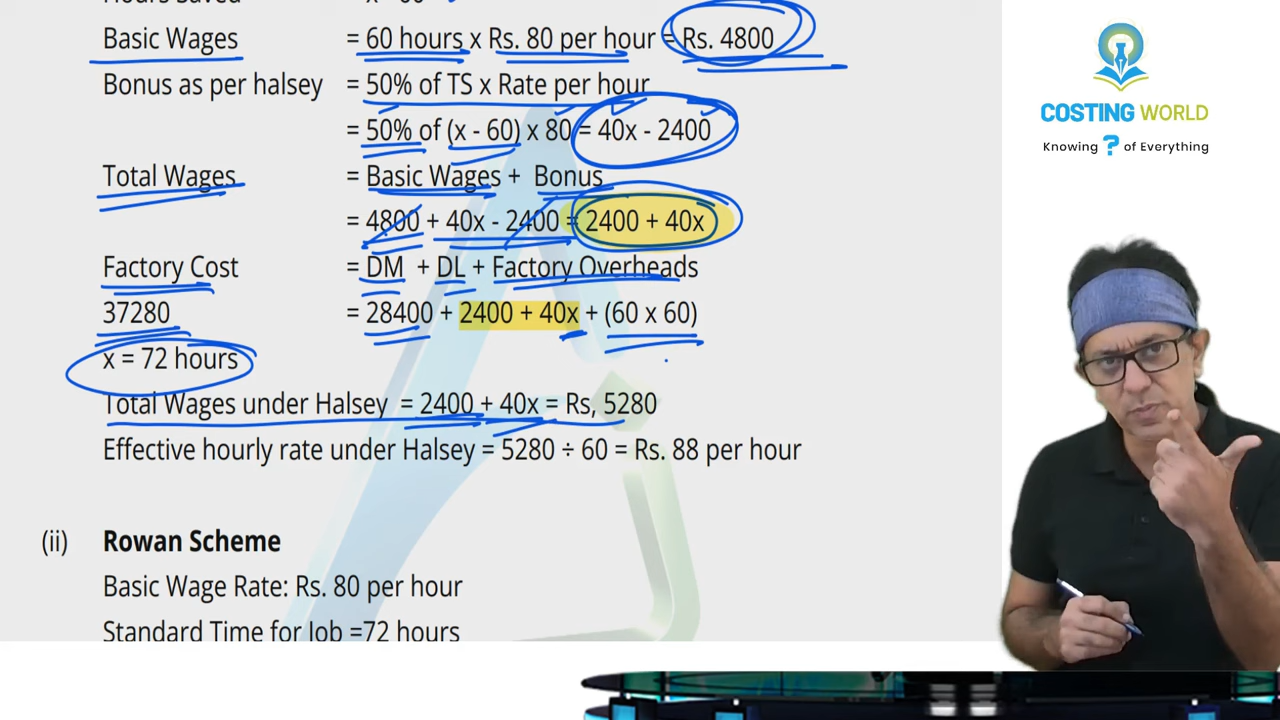 Basic Wages = 60 hours x Rs. 80 per hour = Rs. 4800
Bonus as per halsey = 50% of TS x Rate per hour
= 50% of (x - 60) x 80 = 40x - 2400
Total Wages = Basic Wages + Bonus
= 4800 + 40x - 2400 = 2400 + 40x
Factory Cost = DM + DL + Factory Overheads
37280 = 28400 + 2400 + 40x + (60 x 60)
x = 72 hours
Total Wages under Halsey = 2400 + 40x = Rs, 5280
Effective hourly rate under Halsey = 5280 ÷ 60 = Rs. 88 per hour
(ii) Rowan Scheme
Basic Wage Rate: Rs. 80 per hour
Standard Time for Job =72 hours
COSTING WORLD
Knowing ? of Everything